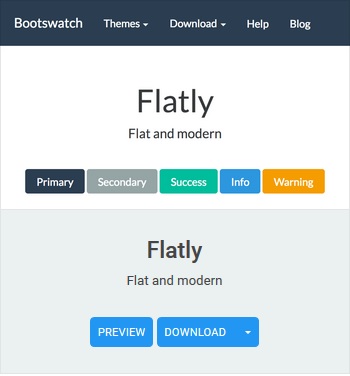 Bootswatch Themes Download Help Blog
Flatly
Flat and modern
Primary Secondary Success Info Warning
Flatly
Flat and modern
PREVIEW DOWNLOAD